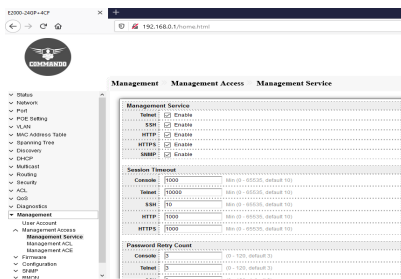 E2000-24GP+4CF
192.168.0.1/home.html
COMMANDO
Management Management Access Management Service
Status
Network
Port
POE Setting
VLAN
MAC Address Table
Spanning Tree
Discovery
DHCP
Multicast
Routing
Security
ACL
QoS
Diagnostics
Management
User Account
Management Access
Management Service
Management ACL
Management ACE
Firmware
Configuration
SNMP
RMON
Management Service
Telnet Enable
SSH Enable
HTTP Enable
HTTPS Enable
SNMP Enable
Session Timeout
Console 1000 Min (0 - 65535, default 10)
Telnet 10000 Min (0 - 65535, default 10)
SSH 10 Min (0 - 65535, default 10)
HTTP 1000 Min (0 - 65535, default 10)
HTTPS 1000 Min (0 - 65535, default 10)
Password Retry Count
Console 3 (0 - 120, default 3)
Telnet 3 (0 - 120, default 3)